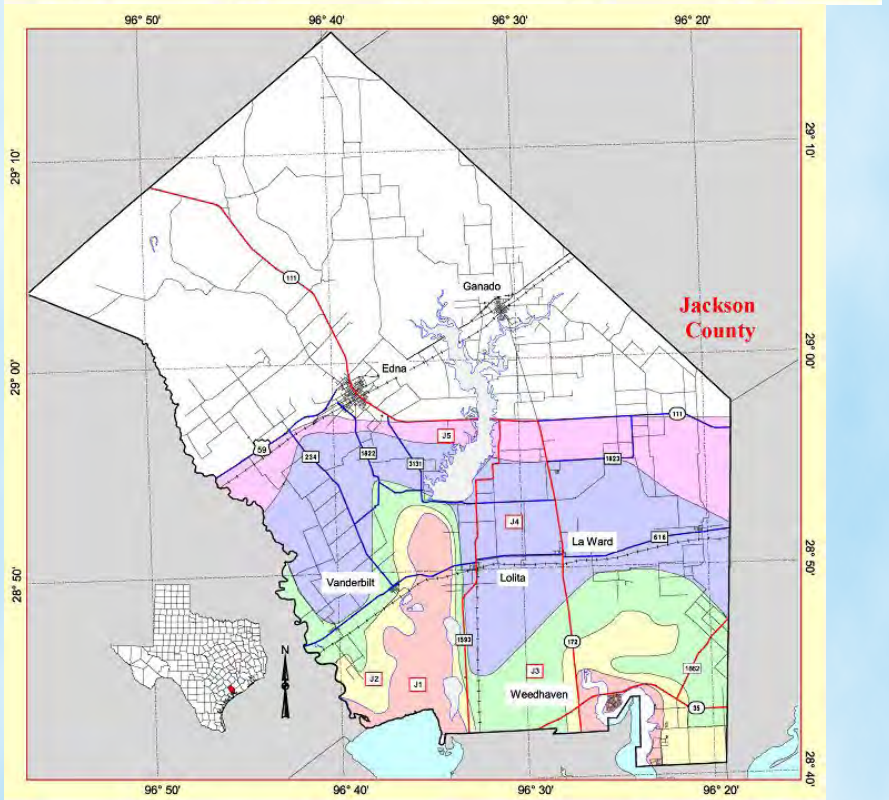 96° 50'
96° 40'
96° 30'
96° 20'
29° 10'
29° 10'
111
Ganado
Jackson
County
29° 00'
29° 00'
Edna
111
J5
59
234
1822
3131
1823
J4
La Ward
616
28° 50'
28° 50'
Vanderbilt
Lolita
N
1593
172
J2
J1
J3
1862
Weedhaven
35
28° 40'
96° 50'
96° 40'
96° 30'
96° 20'